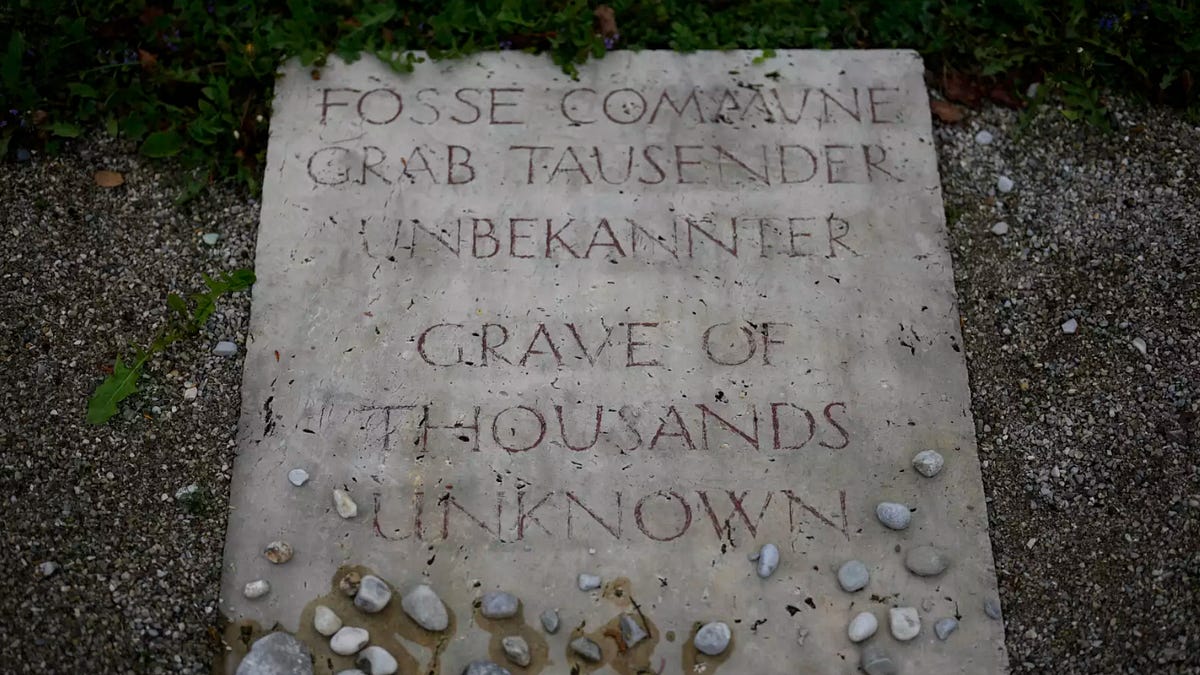 FOSSE COMMUNE
GRAB TAUSENDER
UNBEKANNTER
GRAVE OF
THOUSANDS
UNKNOWN